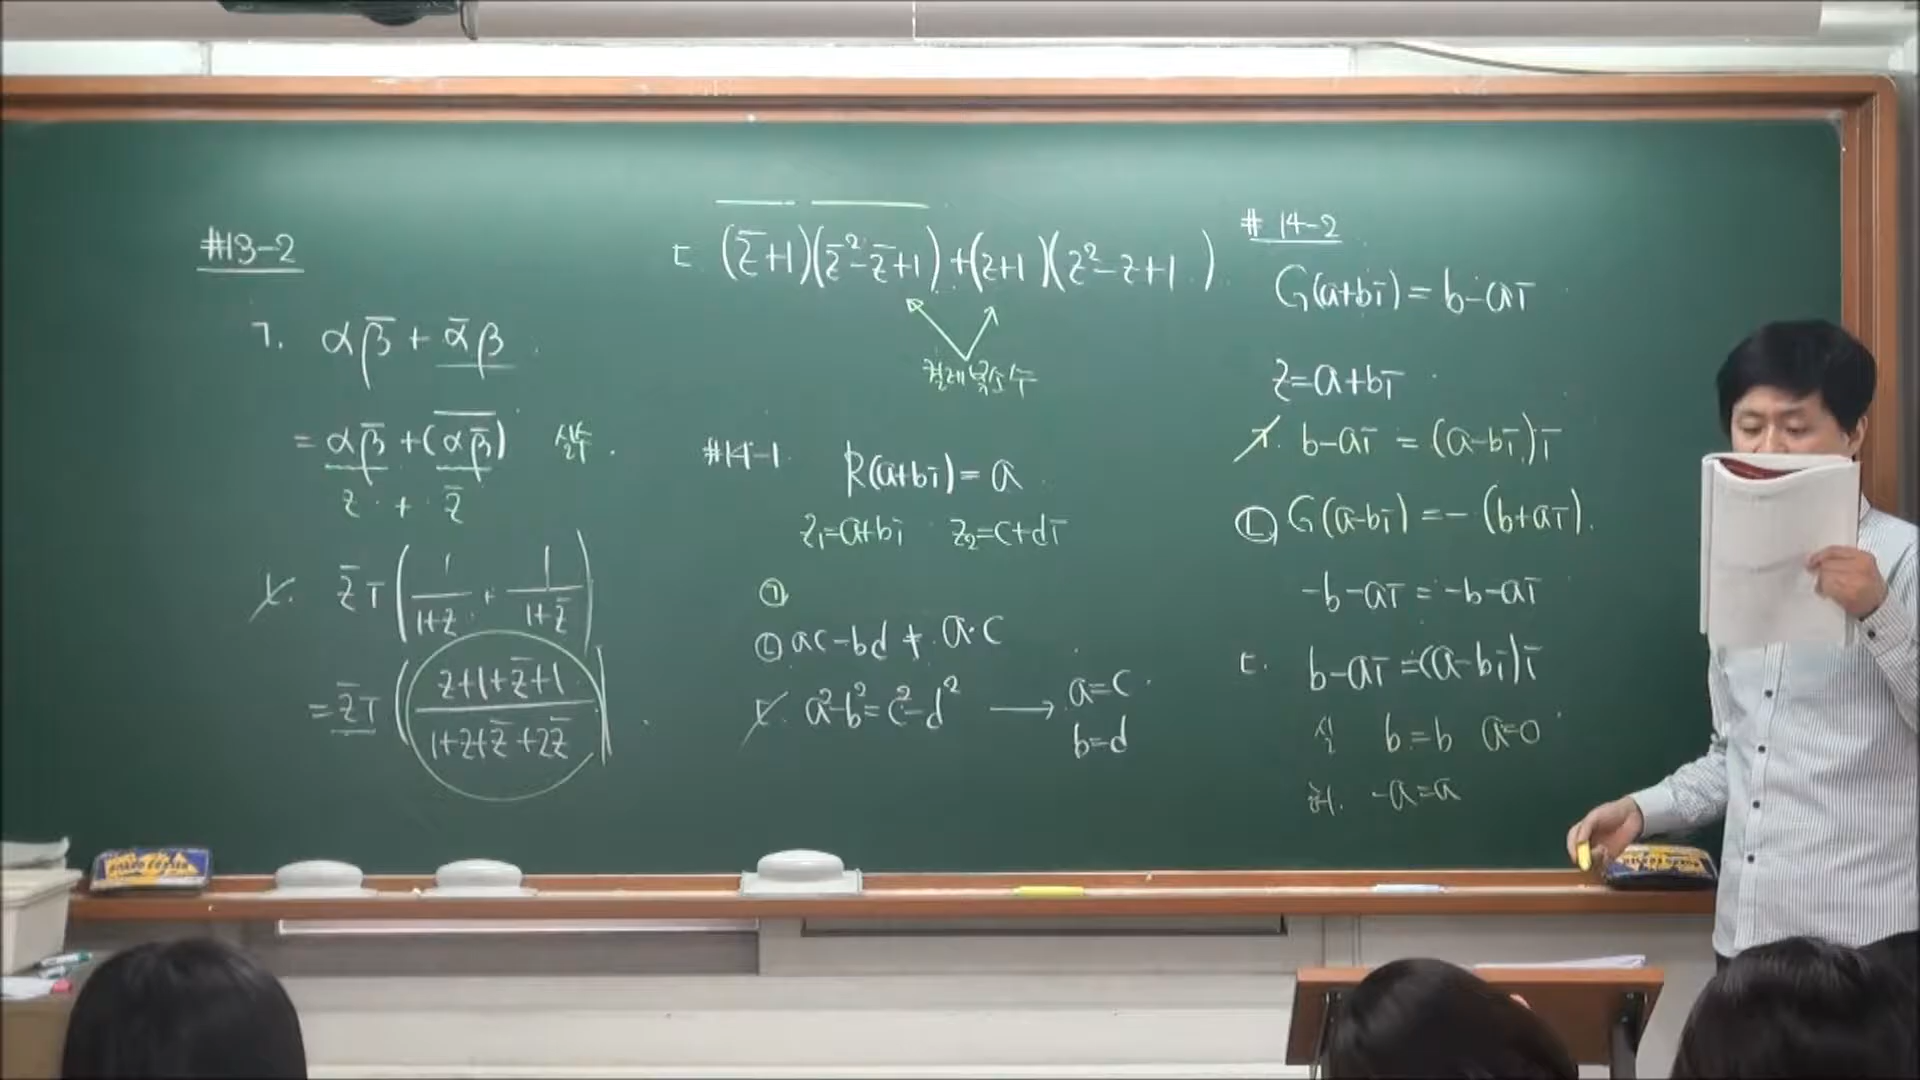 #13-2
ㄱ. αβ̅ + α̅β
= αβ̅ + (α̅β̅̅) 실수.
z + z̅
ㄴ. z̅i(1/(1+z) + 1/(1+z̅))
= z̅i((z+1+z̅+1)/(1+z+z̅+zz̅))
ㄷ. (z̅+1)(z̅²-z̅+1)+(z+1)(z²-z+1)
켤레복소수
#14-1
R(a+bi) = a
z₁=a+bi z₂=c+di
㉠
㉡ ac-bd ≠ a·c
ㄷ. a²-b²=c²-d² → a=c
b=d
# 14-2
G(a+bi) = b-ai
z=a+bi
ㄱ. b-ai = (a-bi)i
㉡ G(a-bi) = -(b+ai).
-b-ai = -b-ai
ㄷ. b-ai =(a-bi)i
실 b=b a=0
허. -a=a